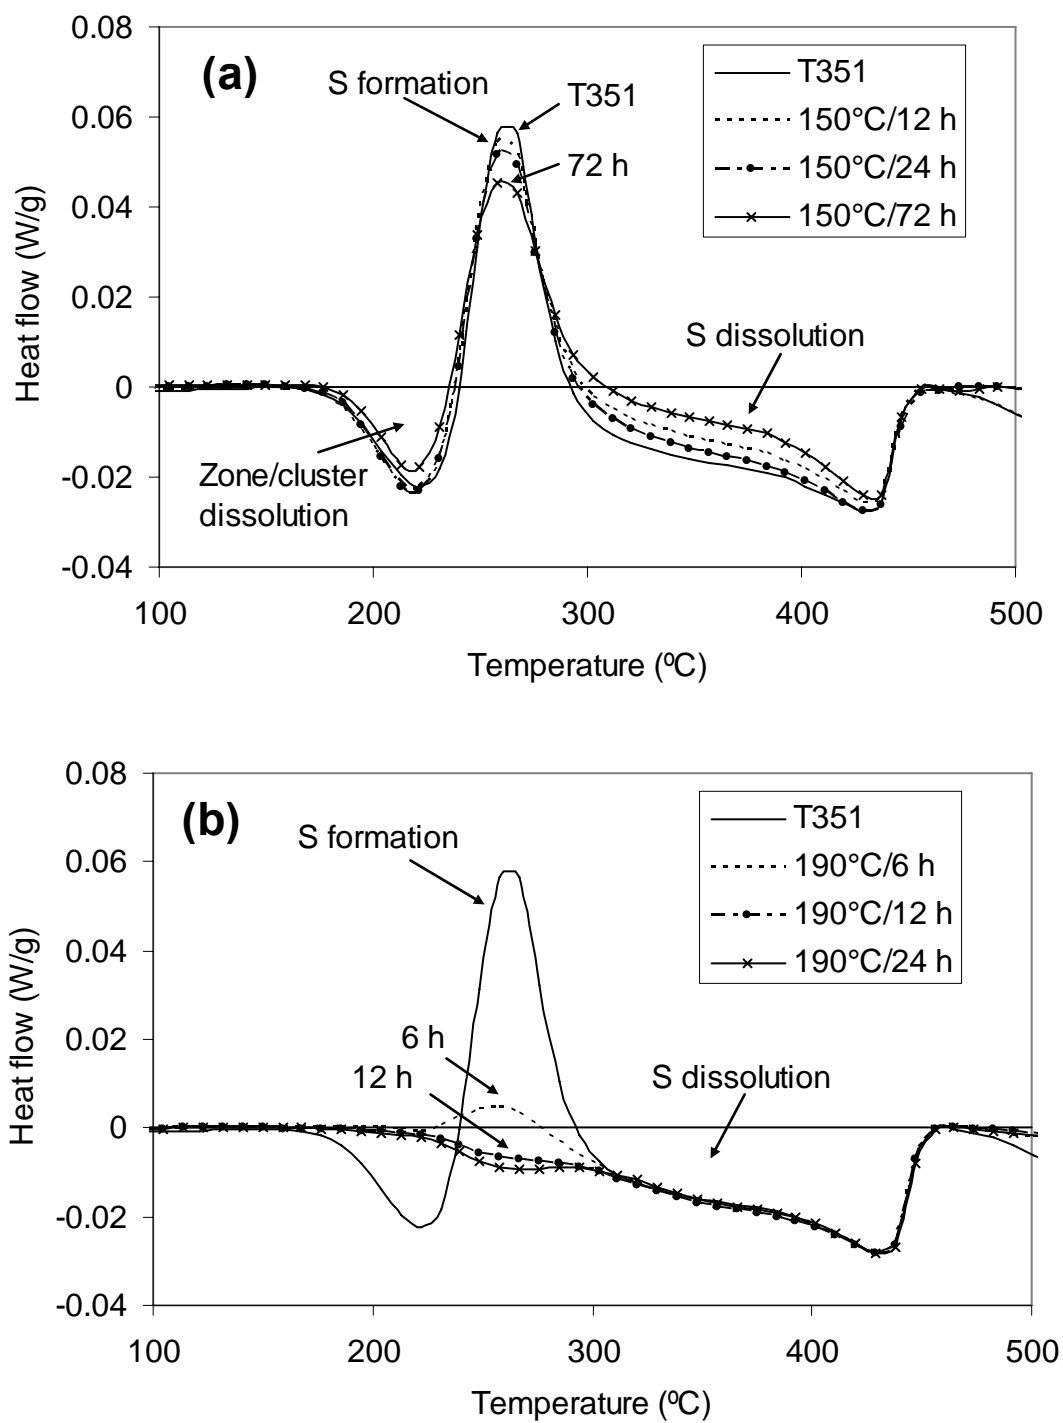 0.08
(a)
S formation
T351
T351
150°C/12 h
150°C/24 h
150°C/72 h
0.06
72 h
0.04
Heat flow (W/g)
0.02
S dissolution
0
Zone/cluster
dissolution
-0.02
-0.04
100 200 300 400 500
Temperature (ºC)
0.08
(b)
S formation
T351
190°C/6 h
190°C/12 h
190°C/24 h
0.06
0.04
Heat flow (W/g)
0.02
6 h
12 h
S dissolution
0
-0.02
-0.04
100 200 300 400 500
Temperature (ºC)